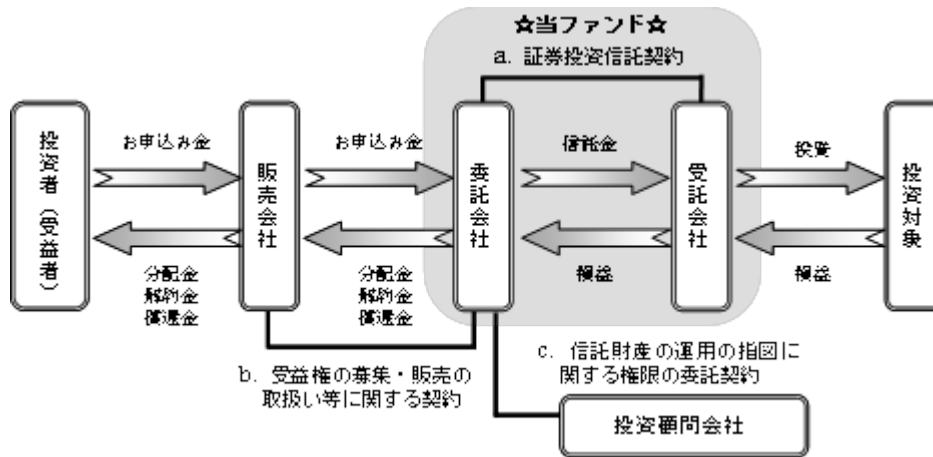 ☆当ファンド☆
a. 証券投資信託契約
投資者（受益者）
お申込み金
分配金
解約金
償還金
販売会社
お申込み金
分配金
解約金
償還金
委託会社
信託金
損益
受託会社
投資
損益
投資対象
b. 受益権の募集・販売の
取扱い等に関する契約
c. 信託財産の運用の指図に
関する権限の委託契約
投資顧問会社